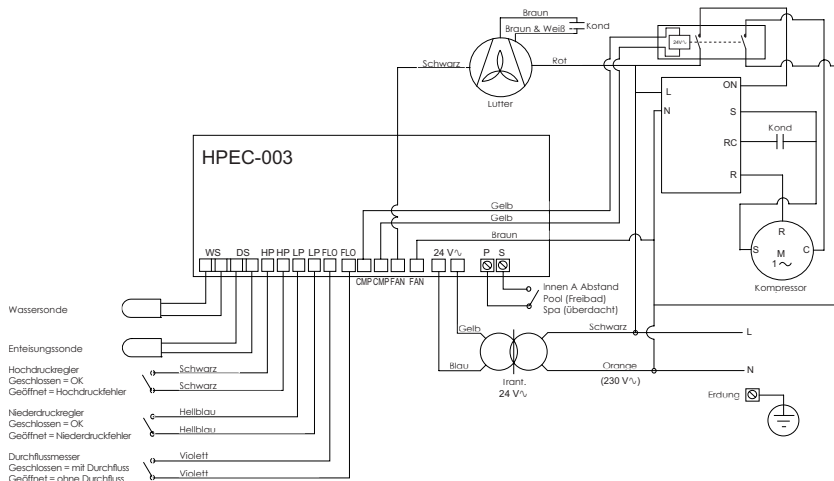 Braun
Braun & Weiß
Kond
24V∿
Schwarz
Rot
Lutter
ON
L
S
N
Kond
RC
R
HPEC-003
Gelb
Gelb
Braun
R
S
M
C
1∿
Kompressor
WS DS HP HP LP LP FLO FLO
CMP CMP FAN FAN
24 V∿
P S
Innen A Abstand
Pool (Freibad)
Spa (überdacht)
Wassersonde
Gelb
Schwarz
L
Enteisungssonde
Blau
Orange
N
Trant.
(230 V∿)
24 V∿
Hochdruckregler
Geschlossen = OK
Geöffnet = Hochdruckfehler
Schwarz
Schwarz
Erdung
Niederdruckregler
Geschlossen = OK
Geöffnet = Niederdruckfehler
Hellblau
Hellblau
Durchflussmesser
Geschlossen = mit Durchfluss
Geöffnet = ohne Durchfluss
Violett
Violett